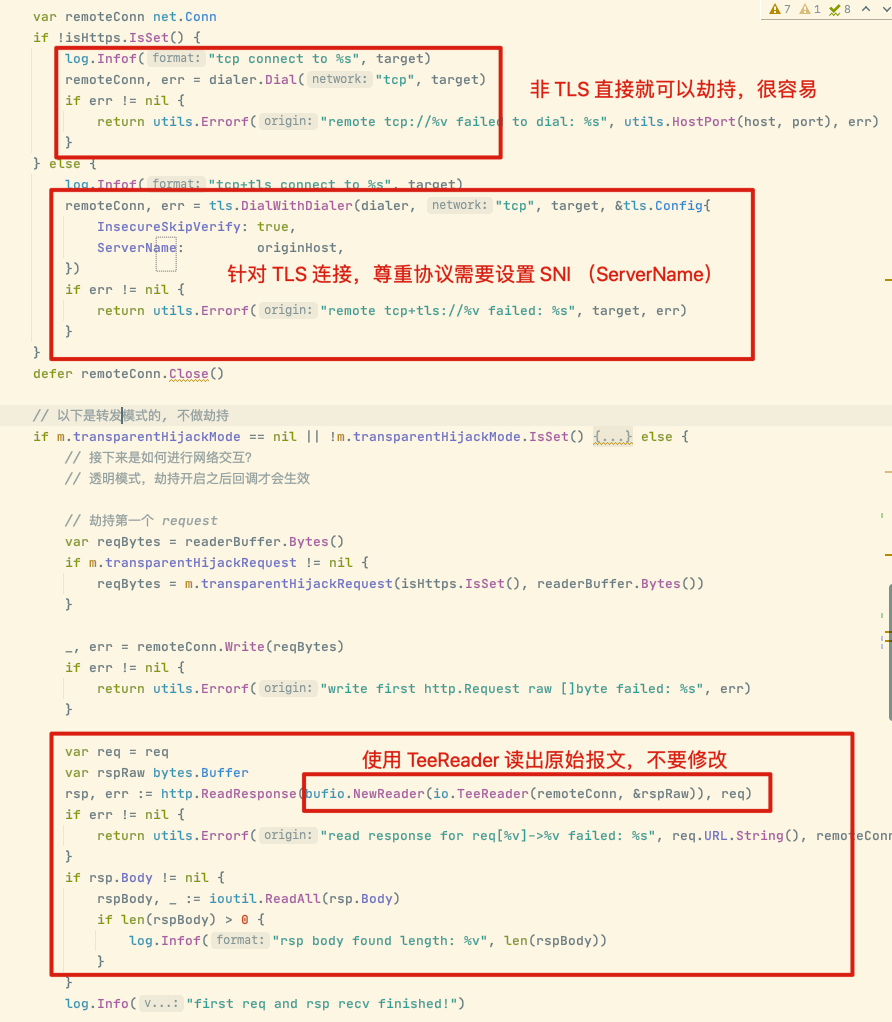 7 1 8
var remoteConn net.Conn
if !isHttps.IsSet() {
log.Infof( format: "tcp connect to %s", target)
remoteConn, err = dialer.Dial( network: "tcp", target)
非 TLS 直接就可以劫持，很容易
if err != nil {
return utils.Errorf( origin: "remote tcp://%v failed to dial: %s", utils.HostPort(host, port), err)
}
} else {
log.Infof( format: "tcp+tls connect to %s", target)
remoteConn, err = tls.DialWithDialer(dialer, network: "tcp", target, &tls.Config{
InsecureSkipVerify: true,
ServerName: originHost,
})
针对 TLS 连接，尊重协议需要设置 SNI （ServerName）
if err != nil {
return utils.Errorf( origin: "remote tcp+tls://%v failed: %s", target, err)
}
}
defer remoteConn.Close()
// 以下是转发模式的, 不做劫持
if m.transparentHijackMode == nil || !m.transparentHijackMode.IsSet() {...} else {
// 接下来是如何进行网络交互?
// 透明模式，劫持开启之后回调才会生效
// 劫持第一个 request
var reqBytes = readerBuffer.Bytes()
if m.transparentHijackRequest != nil {
reqBytes = m.transparentHijackRequest(isHttps.IsSet(), readerBuffer.Bytes())
}
_, err = remoteConn.Write(reqBytes)
if err != nil {
return utils.Errorf( origin: "write first http.Request raw []byte failed: %s", err)
}
var req = req
使用 TeeReader 读出原始报文，不要修改
var rspRaw bytes.Buffer
rsp, err := http.ReadResponse(bufio.NewReader(io.TeeReader(remoteConn, &rspRaw)), req)
if err != nil {
return utils.Errorf( origin: "read response for req[%v]->%v failed: %s", req.URL.String(), remoteConn
}
if rsp.Body != nil {
rspBody, _ := ioutil.ReadAll(rsp.Body)
if len(rspBody) > 0 {
log.Infof( format: "rsp body found length: %v", len(rspBody))
}
}
log.Info( v...: "first req and rsp recv finished!")